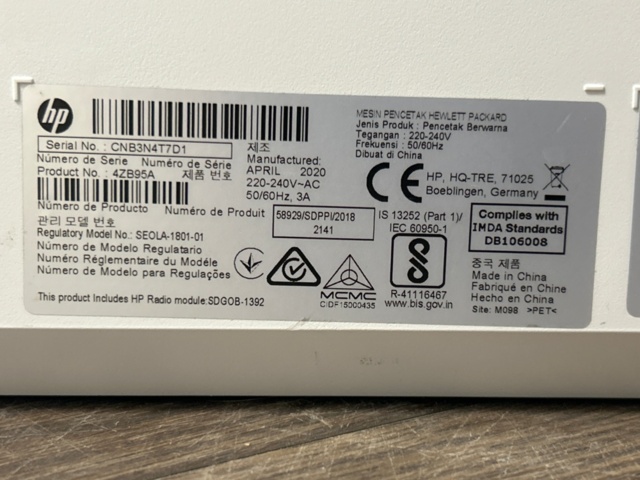 hp
Serial No. : CNB3N4T7D1
Número de Serie Numéro de Série
Product No. : 4ZB95A 제품 번호
Número de Producto
Numéro de Produit
관리 모델 번호
Regulatory Model No.: SEOLA-1801-01
Número de Modelo Regulatario
Numéro Réglementaire du Modéle
Número de Modelo para Regulações
This product Includes HP Radio module:SDGOB-1392
제조
Manufactured:
APRIL 2020
220-240V~AC
50/60Hz, 3A
58929/SDPPI/2018
2141
MCMC
CIDF15000435
MESIN PENCETAK HEWLETT PACKARD
Jenis Produk : Pencetak Berwarna
Tegangan : 220-240V
Frekuensi : 50/60Hz
Dibuat di China
CE
HP, HQ-TRE, 71025
Boeblingen, Germany
IS 13252 (Part 1)/
IEC 60950-1
R-41116467
www.bis.gov.in
Complies with
IMDA Standards
DB106008
중국 제품
Made in China
Fabriqué en Chine
Hecho en China
Site: M098 >PET<